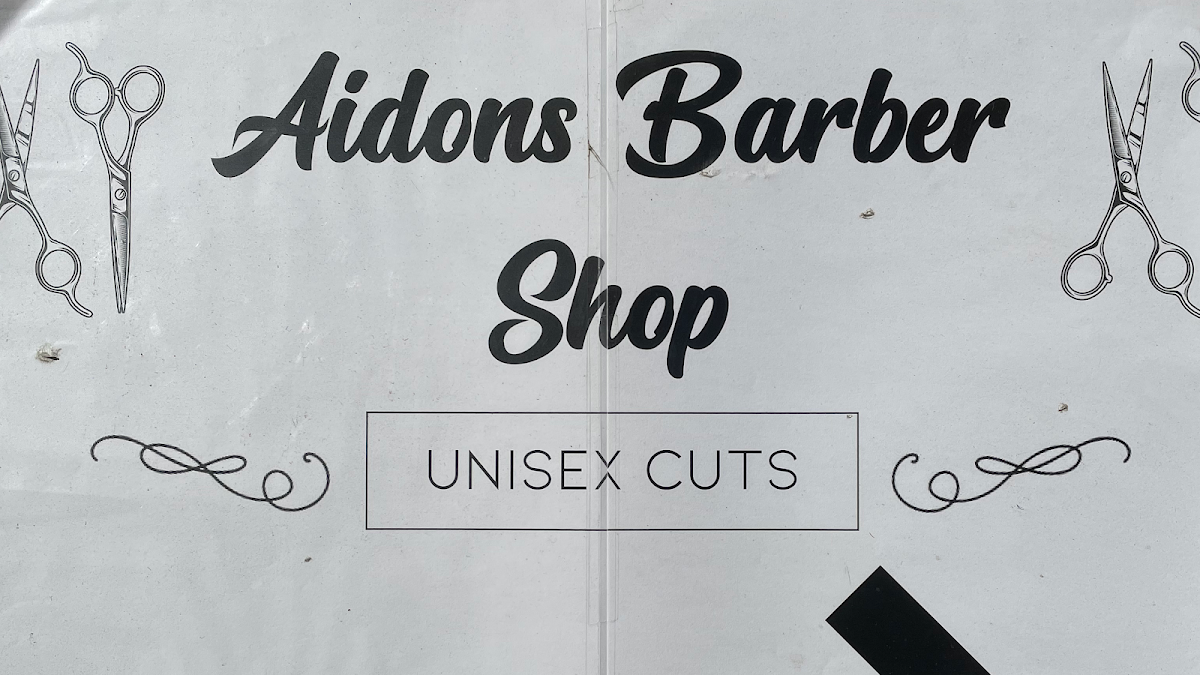 Aidons Barber
Shop
UNISEX CUTS